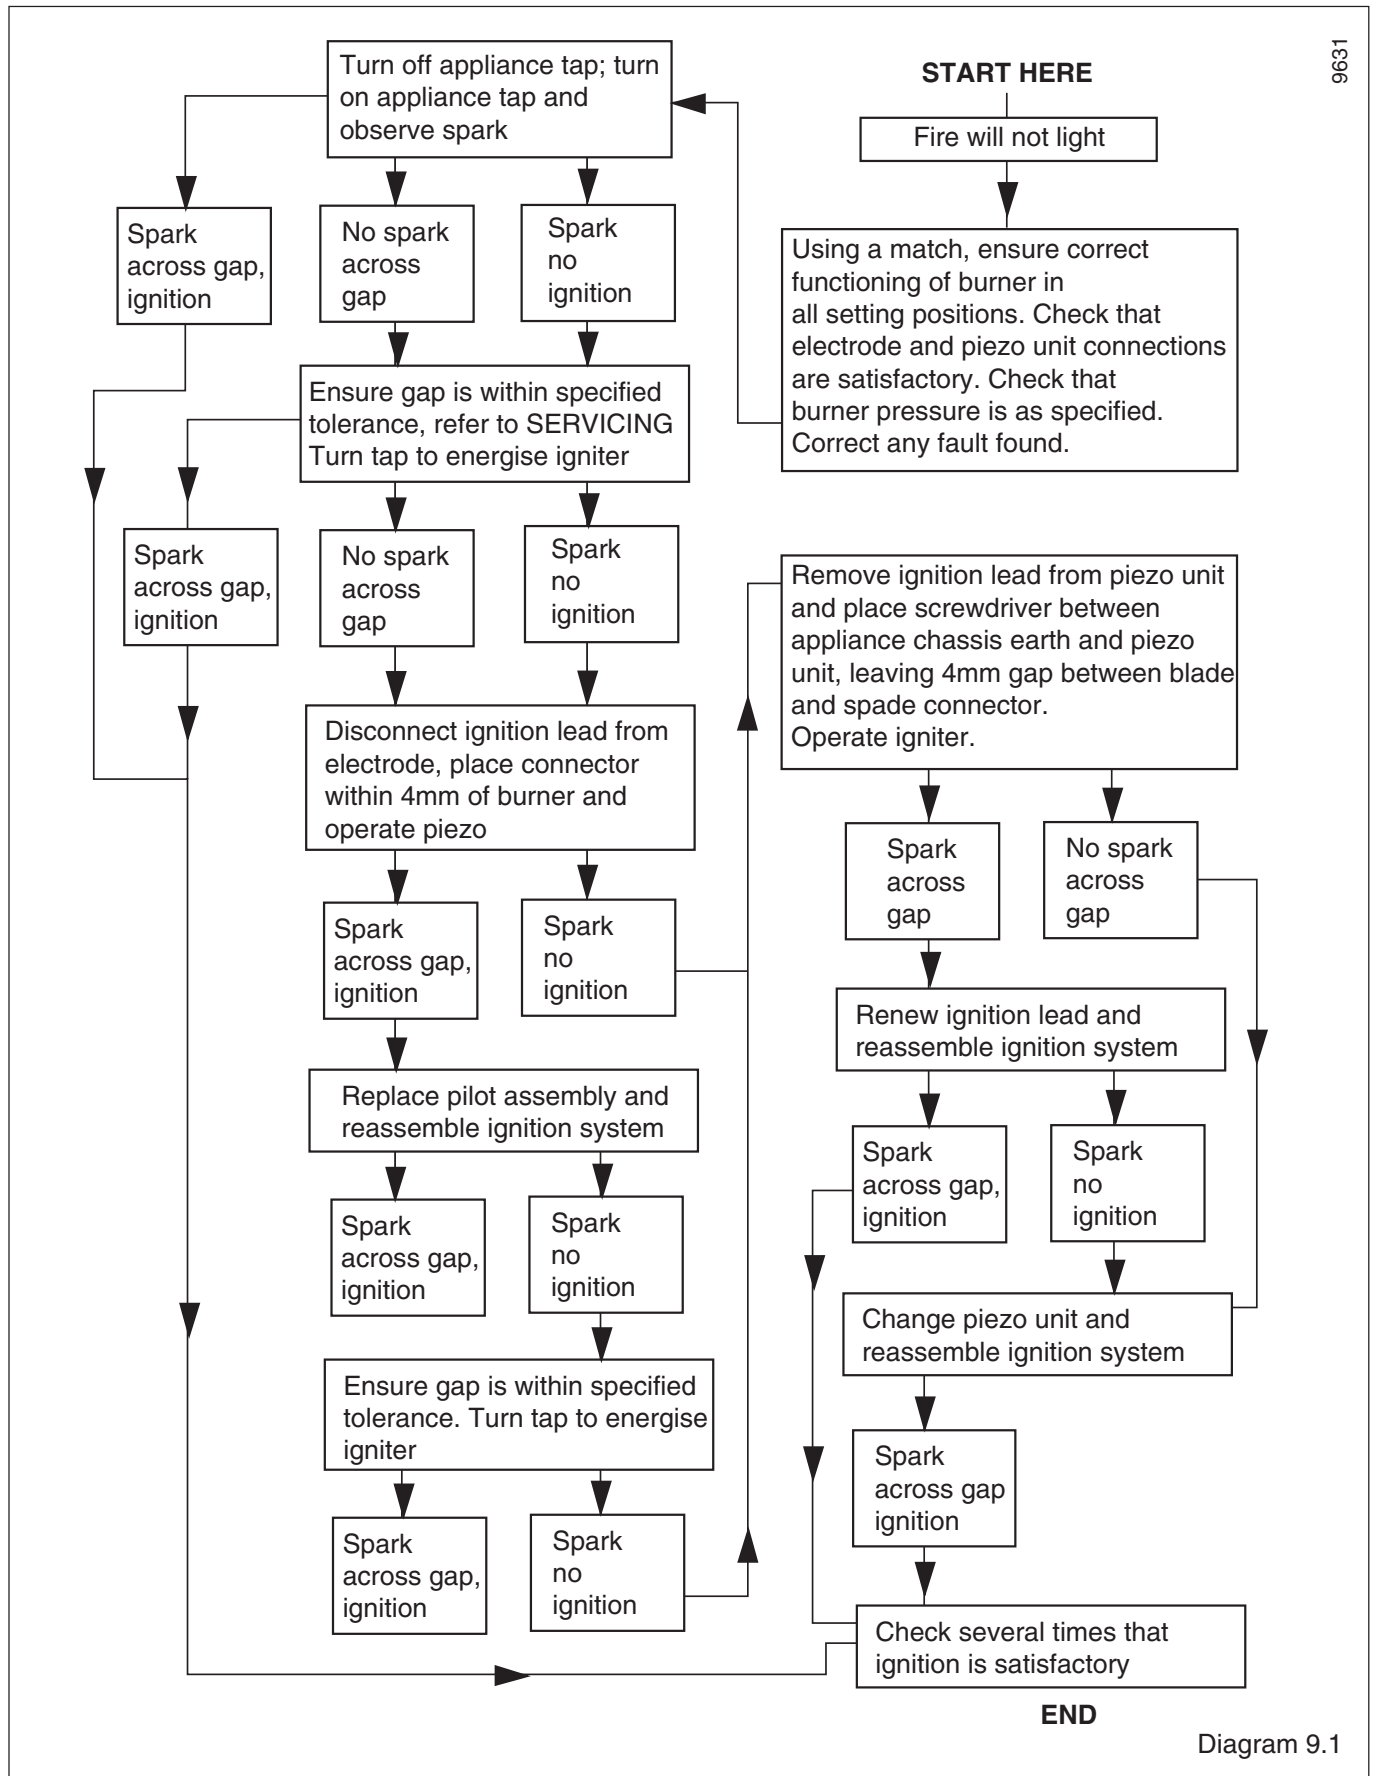 9631
START HERE
Fire will not light
Using a match, ensure correct
functioning of burner in
all setting positions. Check that
electrode and piezo unit connections
are satisfactory. Check that
burner pressure is as specified.
Correct any fault found.
Turn off appliance tap; turn
on appliance tap and
observe spark
Spark
across gap,
ignition
No spark
across
gap
Spark
no
ignition
Ensure gap is within specified
tolerance, refer to SERVICING
Turn tap to energise igniter
Spark
across gap,
ignition
No spark
across
gap
Spark
no
ignition
Disconnect ignition lead from
electrode, place connector
within 4mm of burner and
operate piezo
Spark
across gap,
ignition
Spark
no
ignition
Replace pilot assembly and
reassemble ignition system
Spark
across gap,
ignition
Spark
no
ignition
Ensure gap is within specified
tolerance. Turn tap to energise
igniter
Spark
across gap,
ignition
Spark
no
ignition
Remove ignition lead from piezo unit
and place screwdriver between
appliance chassis earth and piezo
unit, leaving 4mm gap between blade
and spade connector.
Operate igniter.
Spark
across
gap
No spark
across
gap
Renew ignition lead and
reassemble ignition system
Spark
across gap,
ignition
Spark
no
ignition
Change piezo unit and
reassemble ignition system
Spark
across gap
ignition
Check several times that
ignition is satisfactory
END
Diagram 9.1